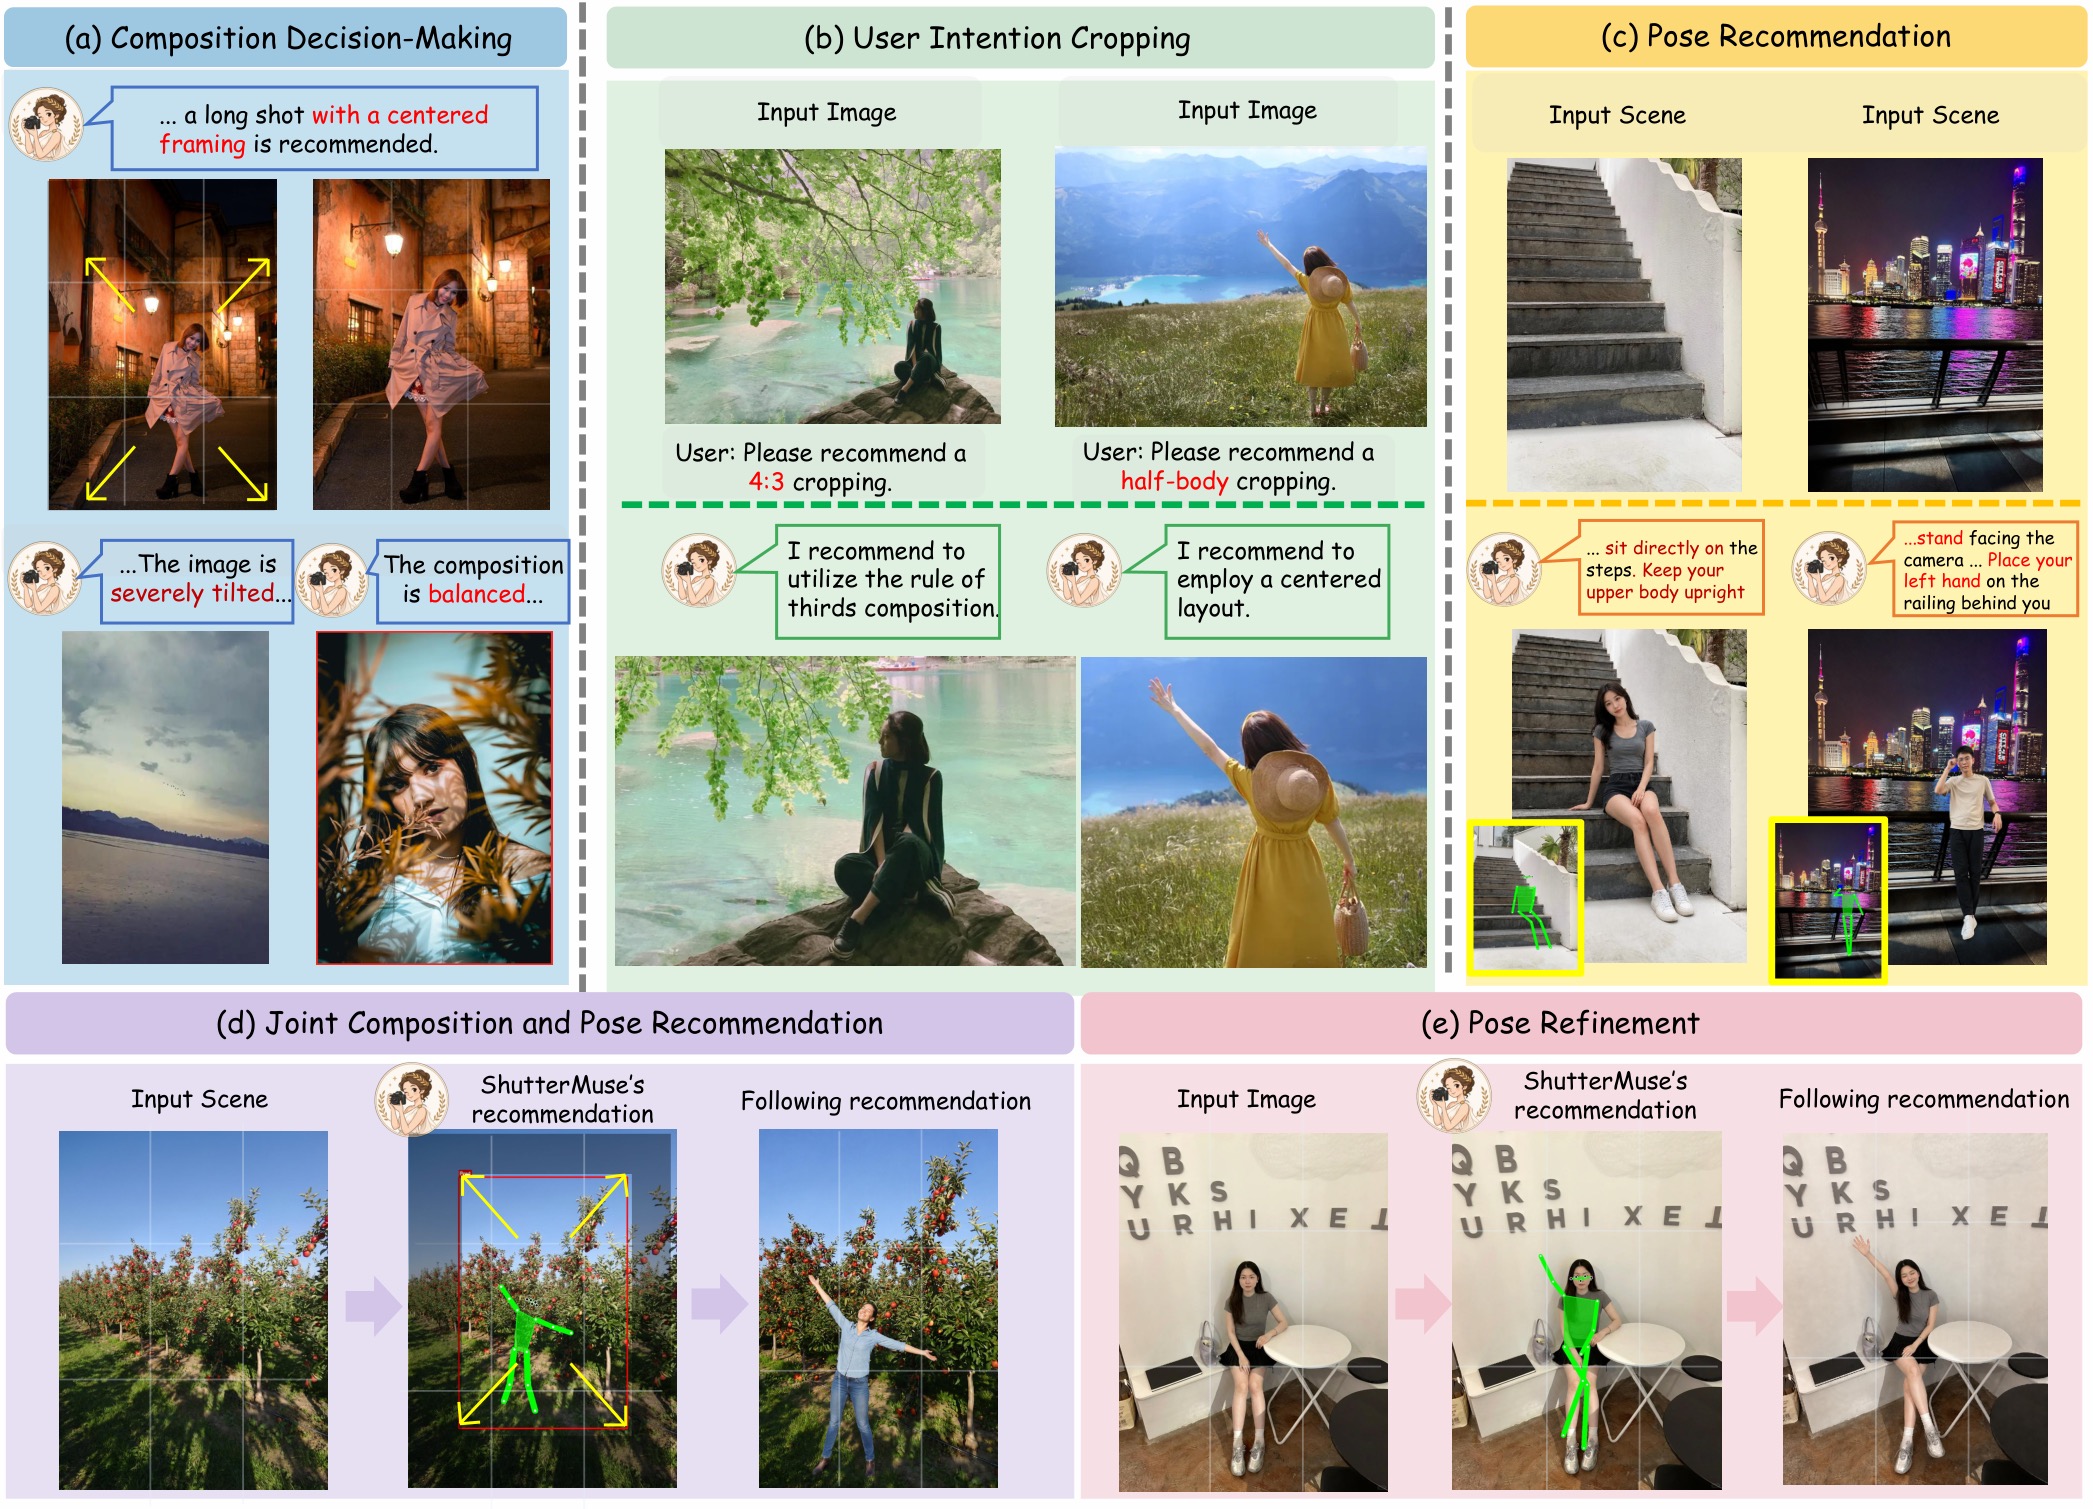 (a) Composition Decision-Making
... a long shot with a centered
framing is recommended.
...The image is
severely tilted...
The composition
is balanced...
(b) User Intention Cropping
Input Image
Input Image
User: Please recommend a
4:3 cropping.
User: Please recommend a
half-body cropping.
I recommend to
utilize the rule of
thirds composition.
I recommend to
employ a centered
layout.
(c) Pose Recommendation
Input Scene
Input Scene
... sit directly on the
steps. Keep your
upper body upright
...stand facing the
camera ... Place your
left hand on the
railing behind you
(d) Joint Composition and Pose Recommendation
Input Scene
ShutterMuse's
recommendation
Following recommendation
(e) Pose Refinement
Input Image
ShutterMuse's
recommendation
Following recommendation
Q B
Y K S
U R H I X E T
Q B
Y K S
U R H I X E T
Q B
Y K S
U R H I X E T